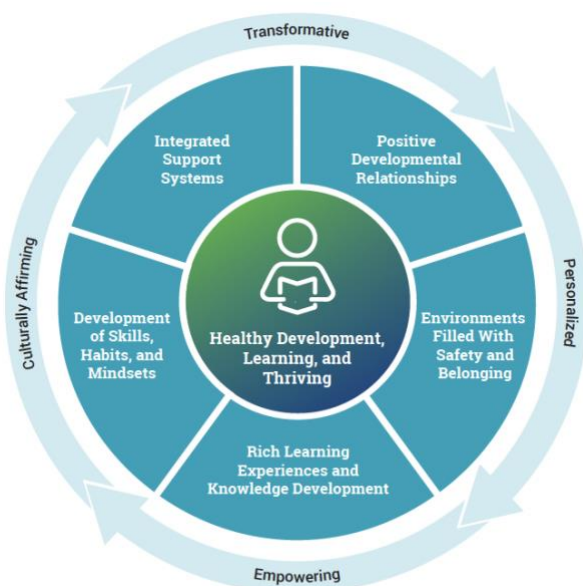 Transformative
Integrated
Support
Systems
Positive
Developmental
Relationships
Culturally Affirming
Personalized
Development
of Skills,
Habits, and
Mindsets
Healthy Development,
Learning, and
Thriving
Environments
Filled With
Safety and
Belonging
Rich Learning
Experiences and
Knowledge Development
Empowering